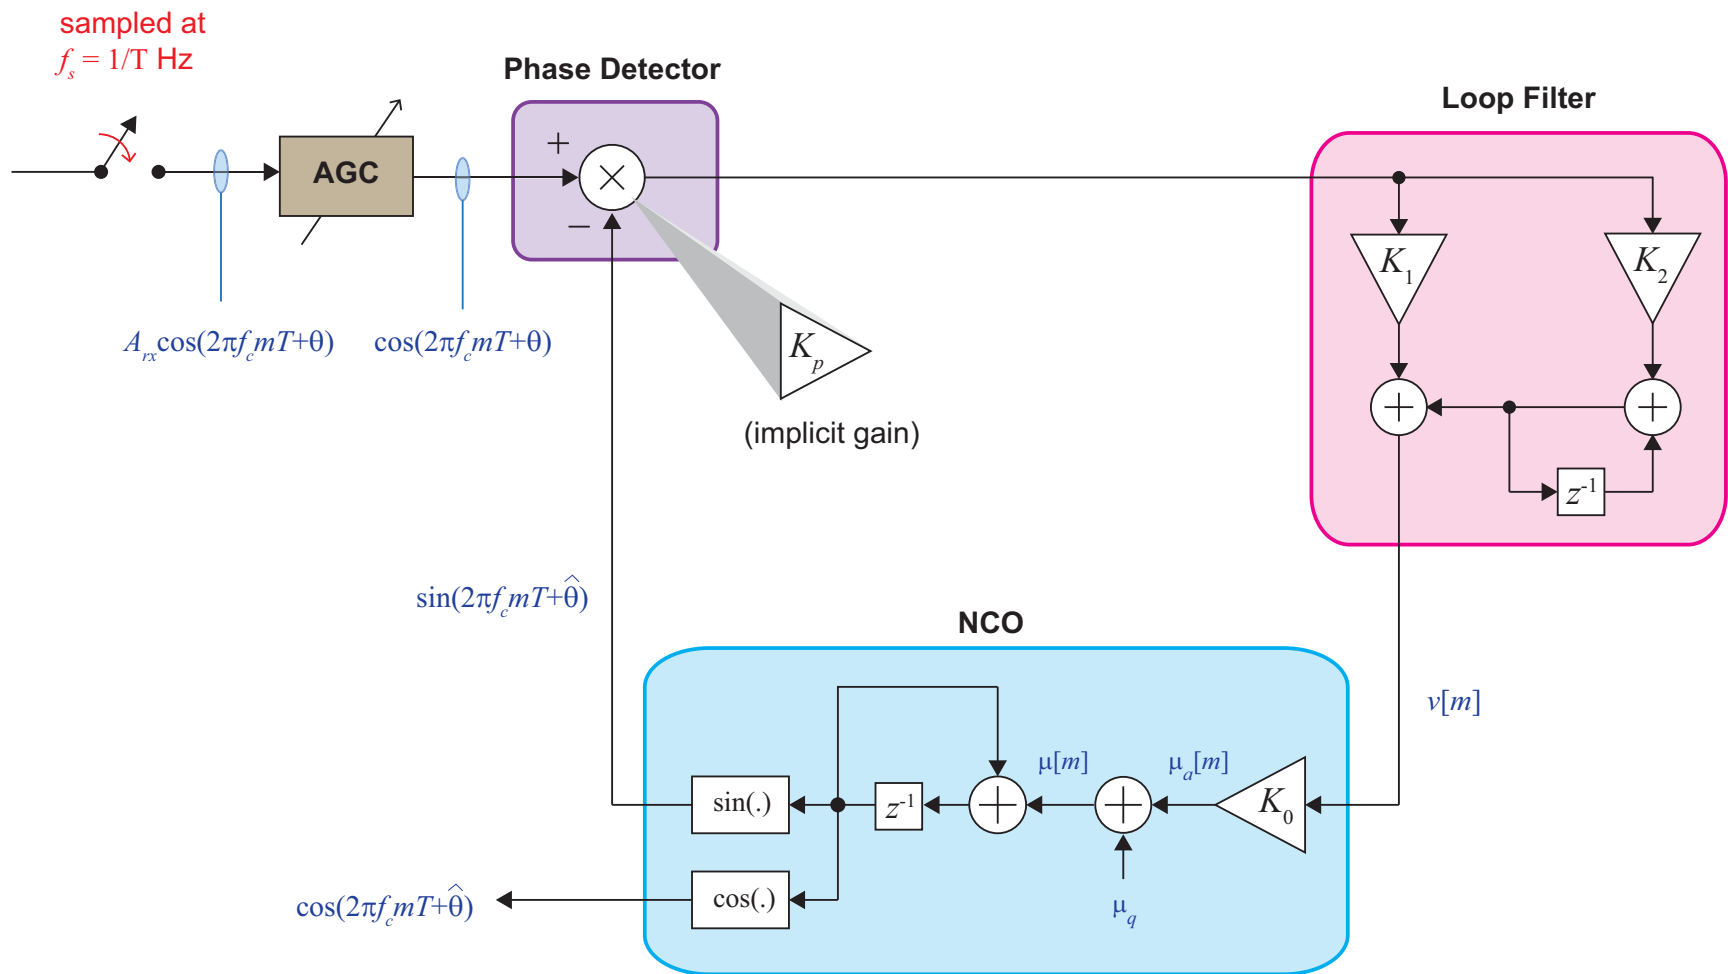 sampled at
f_s = 1/T Hz
Phase Detector
Loop Filter
+
AGC
×
−
K_1
K_2
A_rx cos(2πf_c mT+θ)
cos(2πf_c mT+θ)
K_p
(implicit gain)
+
+
z^-1
sin(2πf_c mT+θ̂)
NCO
v[m]
μ[m]
μ_a[m]
sin(.)
z^-1
+
+
K_0
cos(.)
cos(2πf_c mT+θ̂)
μ_q